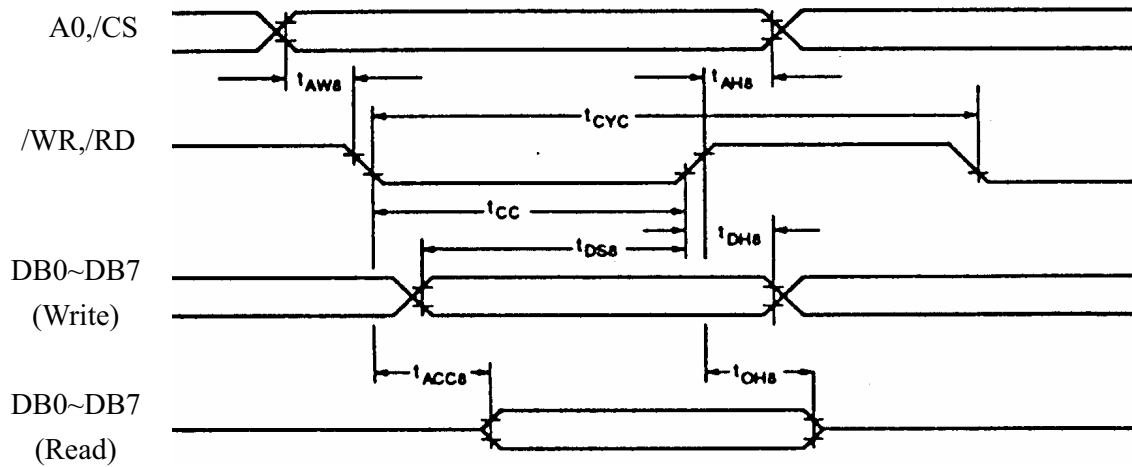 A0,/CS
tAW8
tAH8
tCYC
/WR,/RD
tCC
tDS8
tDH8
DB0~DB7
(Write)
tACC8
tOH8
DB0~DB7
(Read)